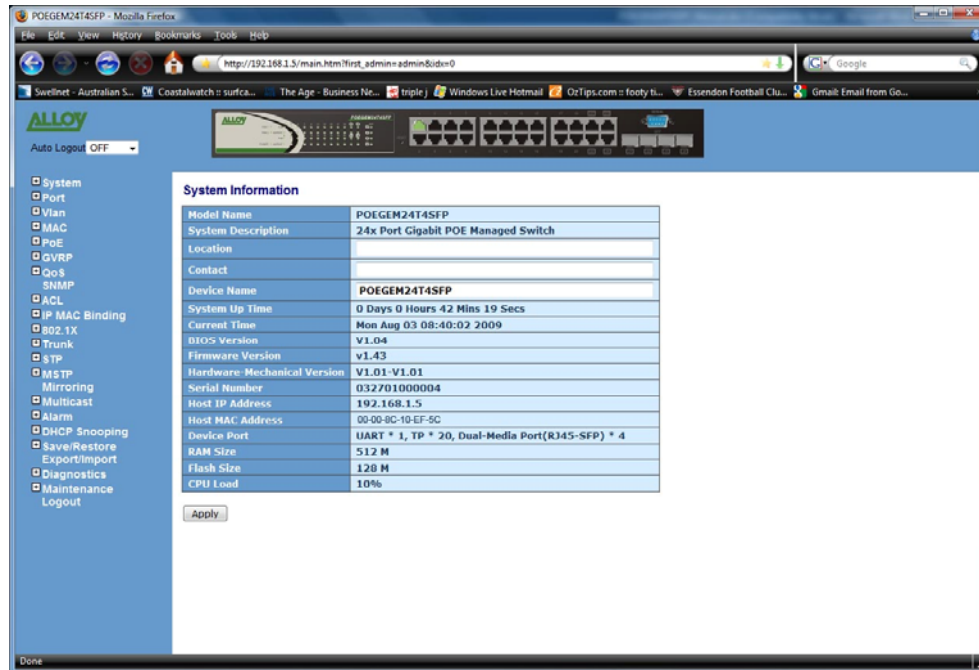 POEGEM24T4SFP - Mozilla Firefox
File Edit View History Bookmarks Tools Help
http://192.168.1.5/main.htm?first_admin=admin&idx=0
Google
Swellnet - Australian S... Coastalwatch :: surfca... The Age - Business Ne... triple j Windows Live Hotmail OzTips.com :: footy ti... Essendon Football Clu... Gmail: Email from Go...
ALLOY
ALLOY
Auto Logout OFF
System
Port
Vlan
MAC
PoE
GVRP
QoS
SNMP
ACL
IP MAC Binding
802.1X
Trunk
STP
MSTP
Mirroring
Multicast
Alarm
DHCP Snooping
Save/Restore
Export/Import
Diagnostics
Maintenance
Logout
System Information
Model Name POEGEM24T4SFP
System Description 24x Port Gigabit POE Managed Switch
Location
Contact
Device Name POEGEM24T4SFP
System Up Time 0 Days 0 Hours 42 Mins 19 Secs
Current Time Mon Aug 03 08:40:02 2009
BIOS Version V1.04
Firmware Version v1.43
Hardware-Mechanical Version V1.01-V1.01
Serial Number 032701000004
Host IP Address 192.168.1.5
Host MAC Address 00-00-8C-10-EF-5C
Device Port UART * 1, TP * 20, Dual-Media Port(RJ45-SFP) * 4
RAM Size 512 M
Flash Size 128 M
CPU Load 10%
Apply
Done